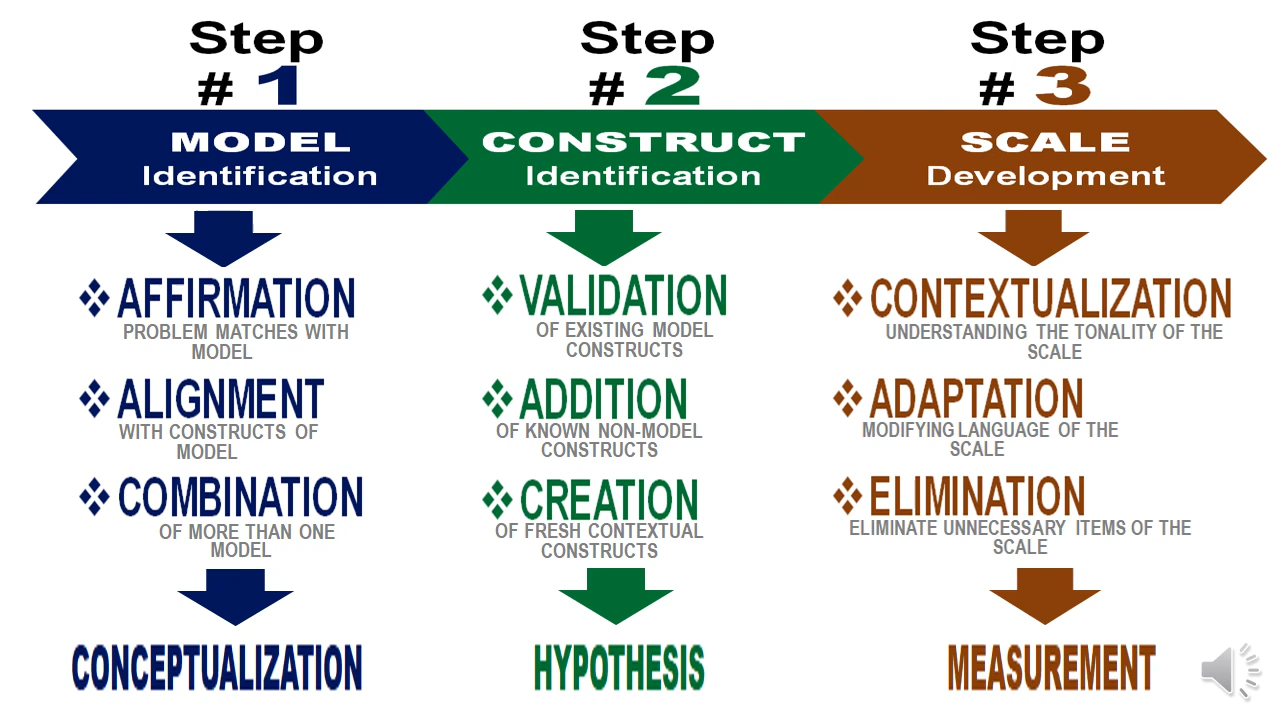 Step
# 1
MODEL
Identification
❖ AFFIRMATION
PROBLEM MATCHES WITH
MODEL
❖ ALIGNMENT
WITH CONSTRUCTS OF
MODEL
❖ COMBINATION
OF MORE THAN ONE
MODEL
CONCEPTUALIZATION
Step
# 2
CONSTRUCT
Identification
❖ VALIDATION
OF EXISTING MODEL
CONSTRUCTS
❖ ADDITION
OF KNOWN NON-MODEL
CONSTRUCTS
❖ CREATION
OF FRESH CONTEXTUAL
CONSTRUCTS
HYPOTHESIS
Step
# 3
SCALE
Development
❖ CONTEXTUALIZATION
UNDERSTANDING THE TONALITY OF THE
SCALE
❖ ADAPTATION
MODIFYING LANGUAGE OF THE
SCALE
❖ ELIMINATION
ELIMINATE UNNECESSARY ITEMS OF THE
SCALE
MEASUREMENT